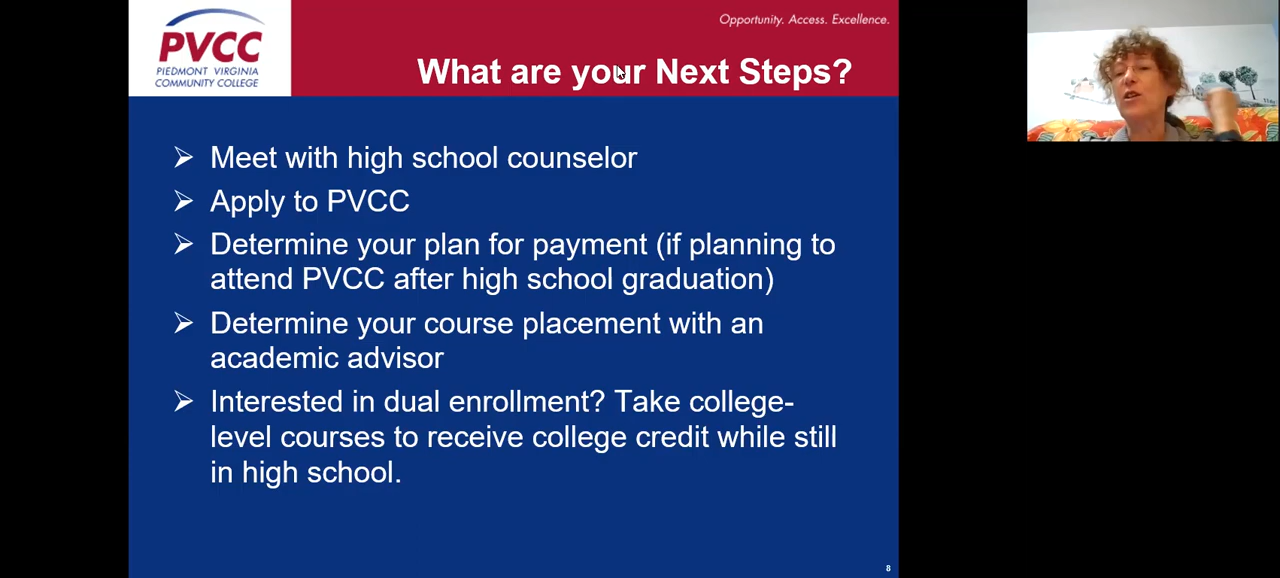 Opportunity. Access. Excellence.
PVCC
PIEDMONT VIRGINIA
COMMUNITY COLLEGE
What are your Next Steps?
➢ Meet with high school counselor
➢ Apply to PVCC
➢ Determine your plan for payment (if planning to
attend PVCC after high school graduation)
➢ Determine your course placement with an
academic advisor
➢ Interested in dual enrollment? Take college-
level courses to receive college credit while still
in high school.
8